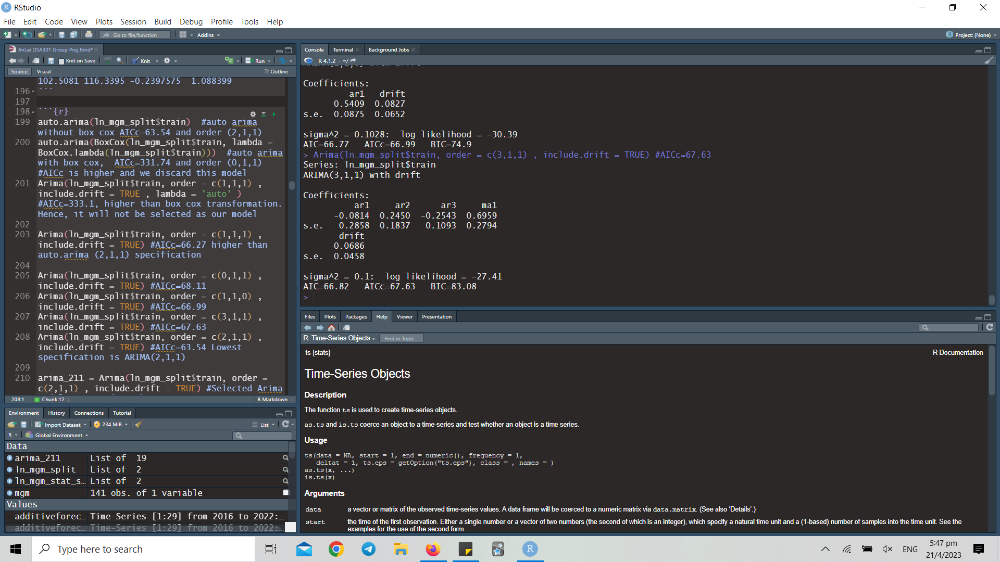 RStudio
File Edit Code View Plots Session Build Debug Profile Tools Help
Go to file/function Addins Project: (None)
JinLei DSA301 Group Proj.Rmd*
Knit on Save ABC Knit Run
Source Visual Outline
102.5081 116.3395 -0.2397575 1.088399
196 ```
197
198 ```{r}
199 auto.arima(ln_mgm_split$train) #auto arima
without box cox AICc=63.54 and order (2,1,1)
200 auto.arima(BoxCox(ln_mgm_split$train, lambda =
BoxCox.lambda(ln_mgm_split$train))) #auto arima
with box cox, AICc=331.74 and order (0,1,1)
#AICc is higher and we discard this model
201 Arima(ln_mgm_split$train, order = c(1,1,1) ,
include.drift = TRUE , lambda = 'auto' )
#AICc=333.1, higher than box cox transformation.
Hence, it will not be selected as our model
202
203 Arima(ln_mgm_split$train, order = c(1,1,1) ,
include.drift = TRUE) #AICc=66.27 higher than
auto.arima (2,1,1) specification
204
205 Arima(ln_mgm_split$train, order = c(0,1,1) ,
include.drift = TRUE) #AICc=68.11
206 Arima(ln_mgm_split$train, order = c(1,1,0) ,
include.drift = TRUE) #AICc=66.99
207 Arima(ln_mgm_split$train, order = c(3,1,1) ,
include.drift = TRUE) #AICc=67.63
208 Arima(ln_mgm_split$train, order = c(2,1,1) ,
include.drift = TRUE) #AICc=63.54 Lowest
specification is ARIMA(2,1,1)
209
210 arima_211 = Arima(ln_mgm_split$train, order =
c(2,1,1) , include.drift = TRUE) #Selected Arima
208:1 Chunk 12 R Markdown
Environment History Connections Tutorial
Import Dataset 234 MiB List
R Global Environment
Data
arima_211 List of 19
ln_mgm_split List of 2
ln_mgm_stat_s... List of 2
mgm 141 obs. of 1 variable
Values
additiveforec... Time-Series [1:29] from 2016 to 2022:...
additiveforec... Time-Series [1:29] from 2016 to 2022:...
Console Terminal Background Jobs
R 4.1.2 · ~/
Coefficients:
ar1 drift
0.5409 0.0827
s.e. 0.0875 0.0652
sigma^2 = 0.1028: log likelihood = -30.39
AIC=66.77 AICc=66.99 BIC=74.9
> Arima(ln_mgm_split$train, order = c(3,1,1) , include.drift = TRUE) #AICc=67.63
Series: ln_mgm_split$train
ARIMA(3,1,1) with drift
Coefficients:
ar1 ar2 ar3 ma1
-0.0814 0.2450 -0.2543 0.6959
s.e. 0.2858 0.1837 0.1093 0.2794
drift
0.0686
s.e. 0.0458
sigma^2 = 0.1: log likelihood = -27.41
AIC=66.82 AICc=67.63 BIC=83.08
>
Files Plots Packages Help Viewer Presentation
R: Time-Series Objects Find in Topic
ts {stats} R Documentation
Time-Series Objects
Description
The function ts is used to create time-series objects.
as.ts and is.ts coerce an object to a time-series and test whether an object is a time series.
Usage
ts(data = NA, start = 1, end = numeric(), frequency = 1,
deltat = 1, ts.eps = getOption("ts.eps"), class = , names = )
as.ts(x, ...)
is.ts(x)
Arguments
data a vector or matrix of the observed time-series values. A data frame will be coerced to a numeric matrix via data.matrix. (See also ‘Details’.)
start the time of the first observation. Either a single number or a vector of two numbers (the second of which is an integer), which specify a natural time unit and a (1-based) number of samples into the time unit. See the
examples for the use of the second form.
Type here to search
ENG
5:47 pm
21/4/2023